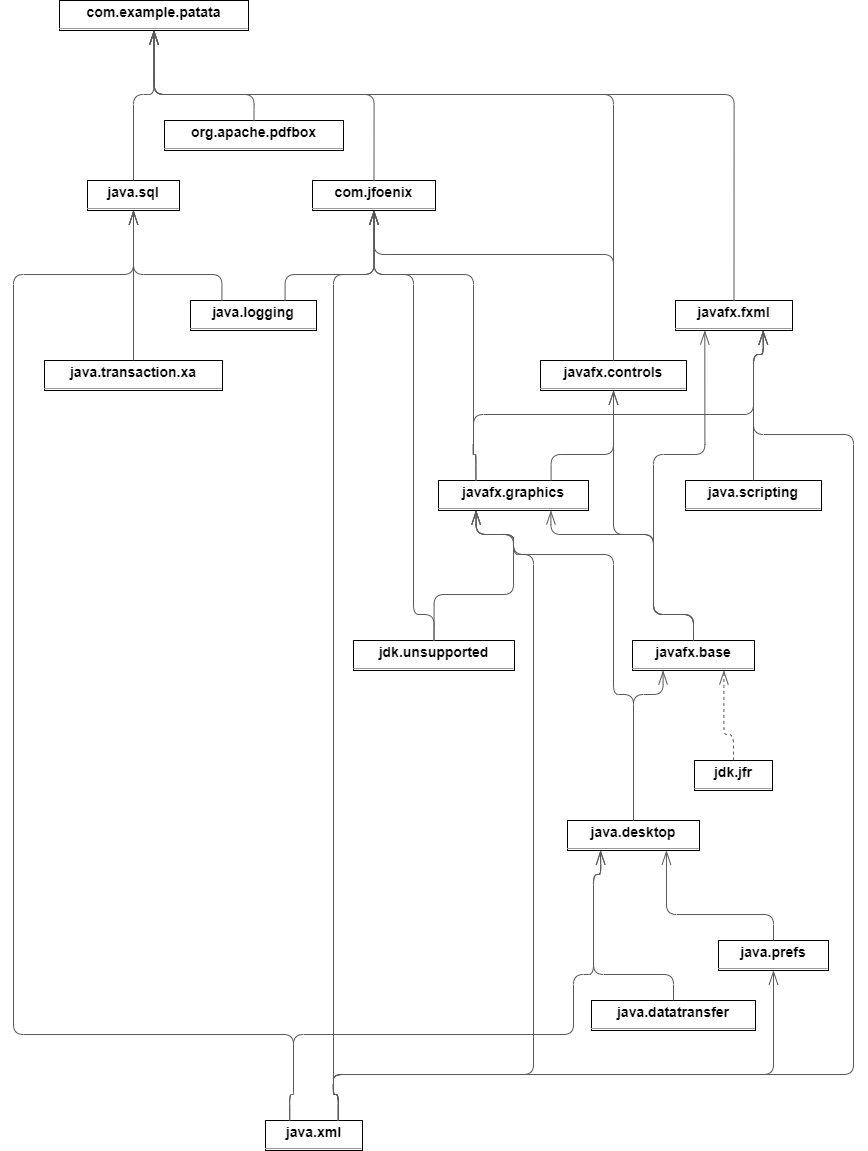 com.example.patata
org.apache.pdfbox
java.sql
com.jfoenix
java.logging
javafx.fxml
java.transaction.xa
javafx.controls
javafx.graphics
java.scripting
jdk.unsupported
javafx.base
jdk.jfr
java.desktop
java.prefs
java.datatransfer
java.xml